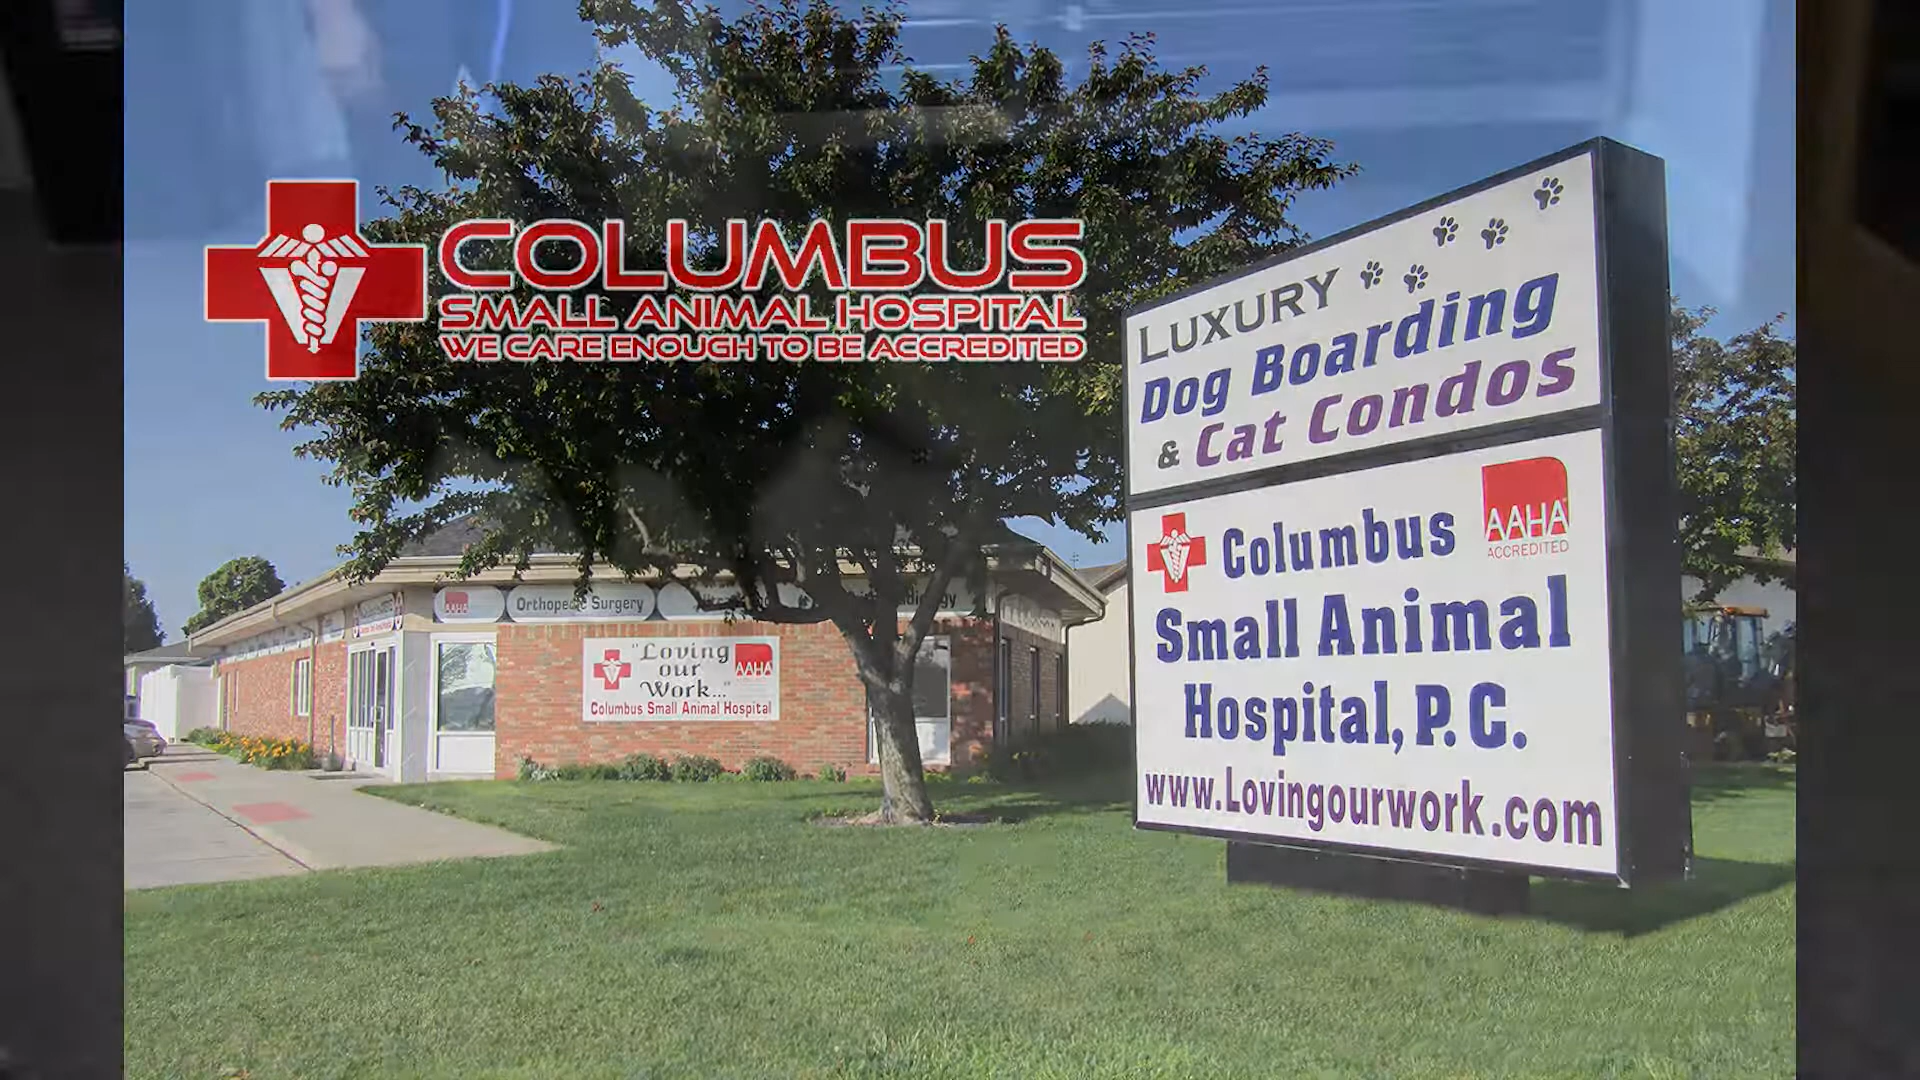 COLUMBUS
SMALL ANIMAL HOSPITAL
WE CARE ENOUGH TO BE ACCREDITED
LUXURY
Dog Boarding
& Cat Condos
Columbus
AAHA
ACCREDITED
Small Animal
Hospital, P.C.
www.Lovingourwork.com
AAHA
Orthopedic Surgery
"Loving
our
Work..."
AAHA
Columbus Small Animal Hospital